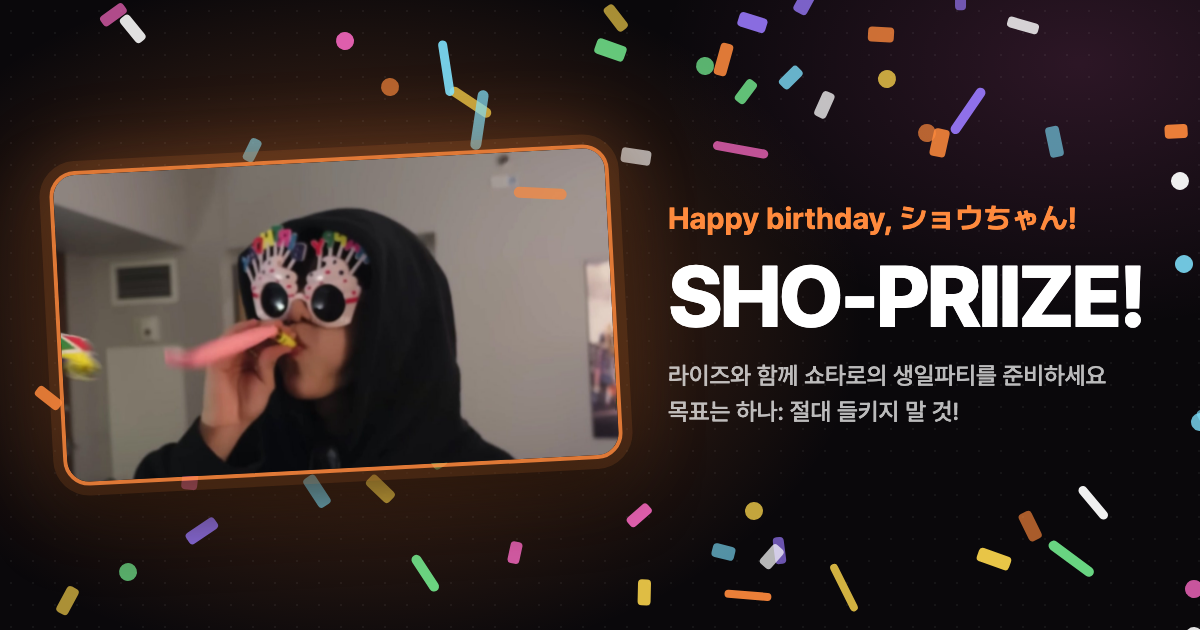 Happy birthday, ショウちゃん!
SHO-PRIIZE!
라이즈와 함께 쇼타로의 생일파티를 준비하세요
목표는 하나: 절대 들키지 말 것!